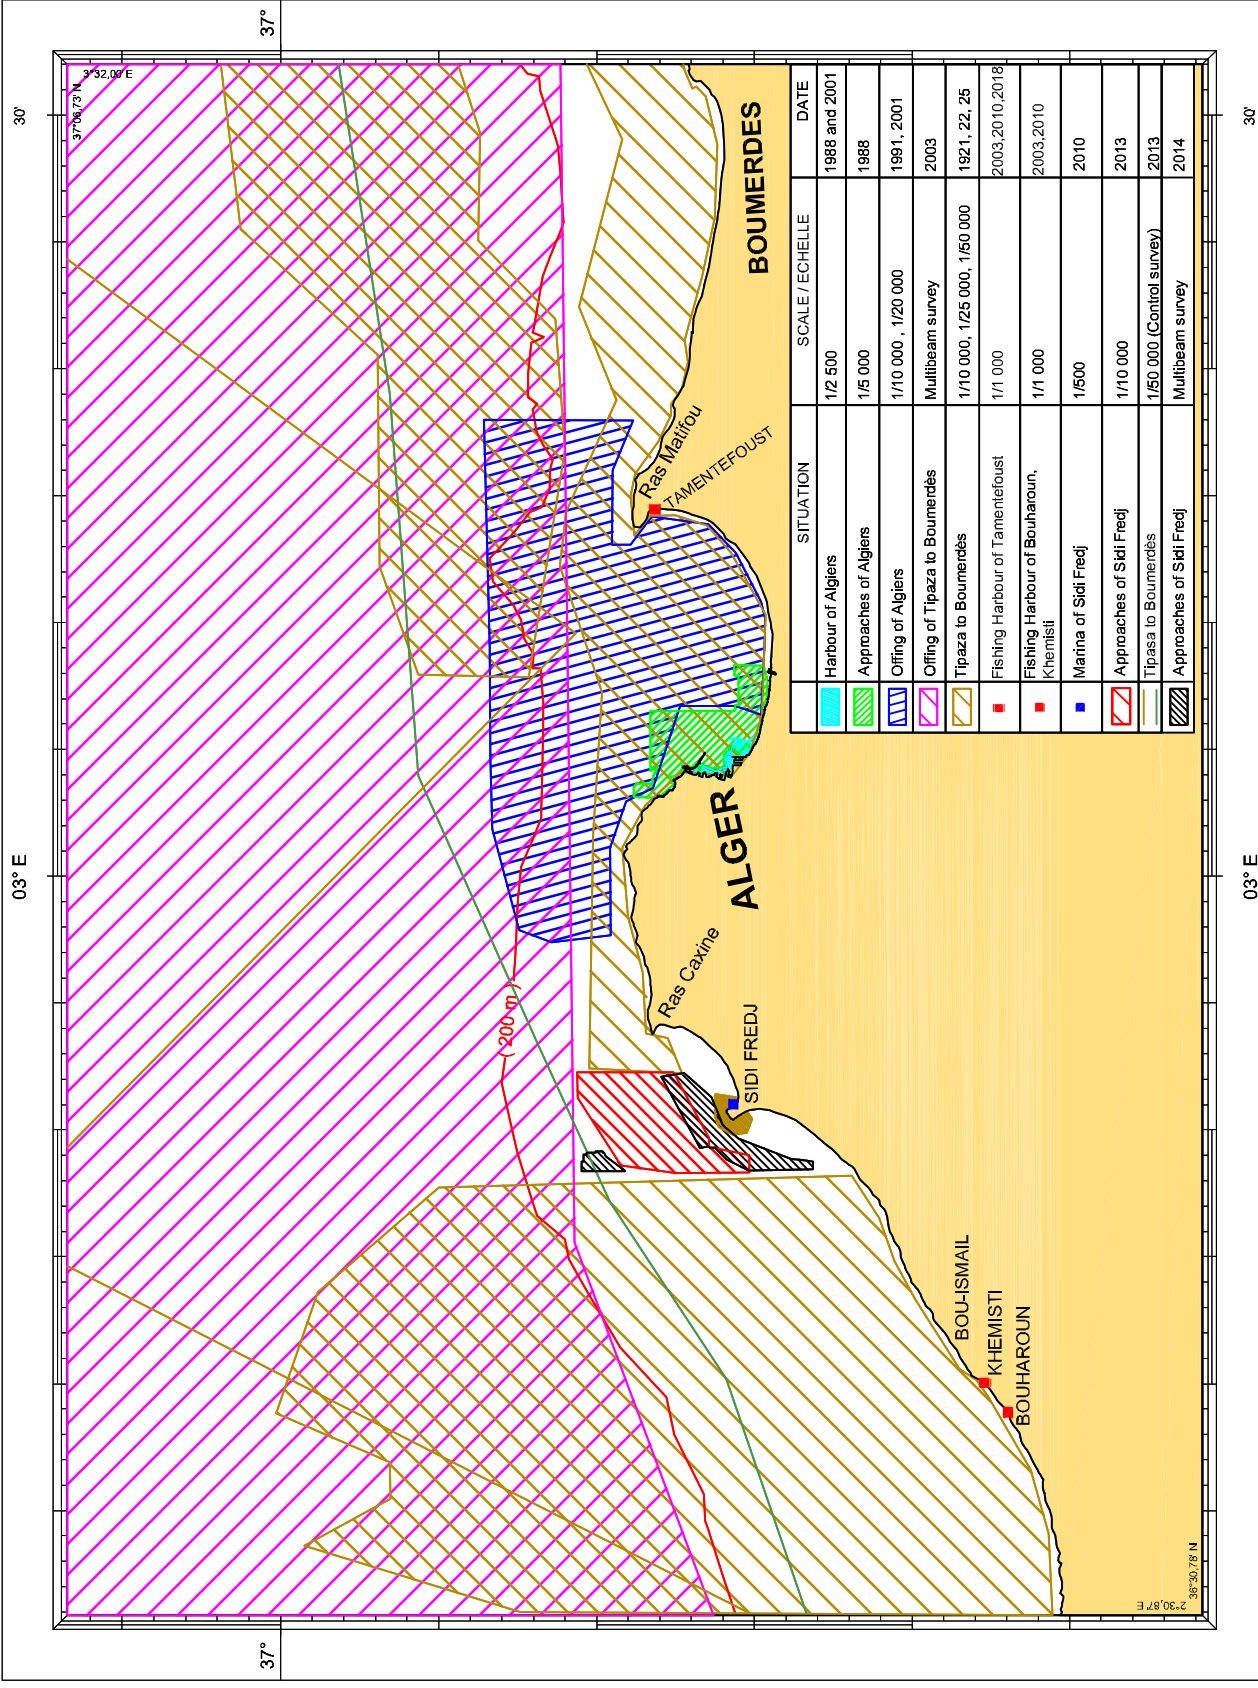 37°
37°
30'
30'
03° E
03° E
37°06,73' N
3°32,00' E
36°30,78' N
2°30,87' E
( 200 m )
BOUMERDES
Ras Matifou
TAMENTEFOUST
ALGER
Ras Caxine
SIDI FREDJ
BOU-ISMAIL
KHEMISTI
BOUHAROUN
SITUATION SCALE / ECHELLE DATE
Harbour of Algiers 1/2 500 1988 and 2001
Approaches of Algiers 1/5 000 1988
Offing of Algiers 1/10 000 , 1/20 000 1991, 2001
Offing of Tipaza to Boumerdès Multibeam survey 2003
Tipaza to Boumerdès 1/10 000, 1/25 000, 1/50 000 1921, 22, 25
Fishing Harbour of Tamentefoust 1/1 000 2003,2010,2018
Fishing Harbour of Bouharoun,
Khemisti 1/1 000 2003,2010
Marina of Sidi Fredj 1/500 2010
Approaches of Sidi Fredj 1/10 000 2013
Tipasa to Boumerdès 1/50 000 (Control survey) 2013
Approaches of Sidi Fredj Multibeam survey 2014